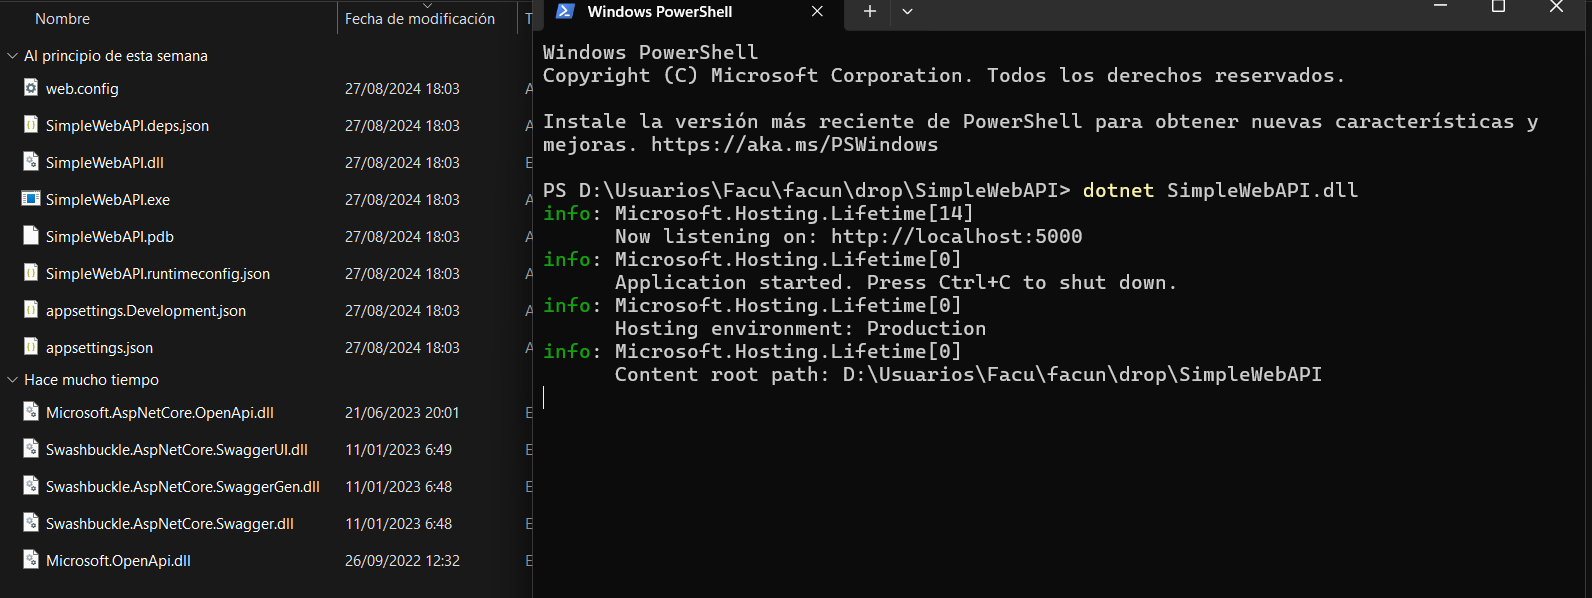 Nombre Fecha de modificación T
Al principio de esta semana
web.config 27/08/2024 18:03 A
SimpleWebAPI.deps.json 27/08/2024 18:03 A
SimpleWebAPI.dll 27/08/2024 18:03 E
SimpleWebAPI.exe 27/08/2024 18:03 A
SimpleWebAPI.pdb 27/08/2024 18:03 A
SimpleWebAPI.runtimeconfig.json 27/08/2024 18:03 A
appsettings.Development.json 27/08/2024 18:03 A
appsettings.json 27/08/2024 18:03 A
Hace mucho tiempo
Microsoft.AspNetCore.OpenApi.dll 21/06/2023 20:01 E
Swashbuckle.AspNetCore.SwaggerUI.dll 11/01/2023 6:49 E
Swashbuckle.AspNetCore.SwaggerGen.dll 11/01/2023 6:48 E
Swashbuckle.AspNetCore.Swagger.dll 11/01/2023 6:48 E
Microsoft.OpenApi.dll 26/09/2022 12:32 E
Windows PowerShell
Windows PowerShell
Copyright (C) Microsoft Corporation. Todos los derechos reservados.
Instale la versión más reciente de PowerShell para obtener nuevas características y
mejoras. https://aka.ms/PSWindows
PS D:\Usuarios\Facu\facun\drop\SimpleWebAPI> dotnet SimpleWebAPI.dll
info: Microsoft.Hosting.Lifetime[14]
Now listening on: http://localhost:5000
info: Microsoft.Hosting.Lifetime[0]
Application started. Press Ctrl+C to shut down.
info: Microsoft.Hosting.Lifetime[0]
Hosting environment: Production
info: Microsoft.Hosting.Lifetime[0]
Content root path: D:\Usuarios\Facu\facun\drop\SimpleWebAPI